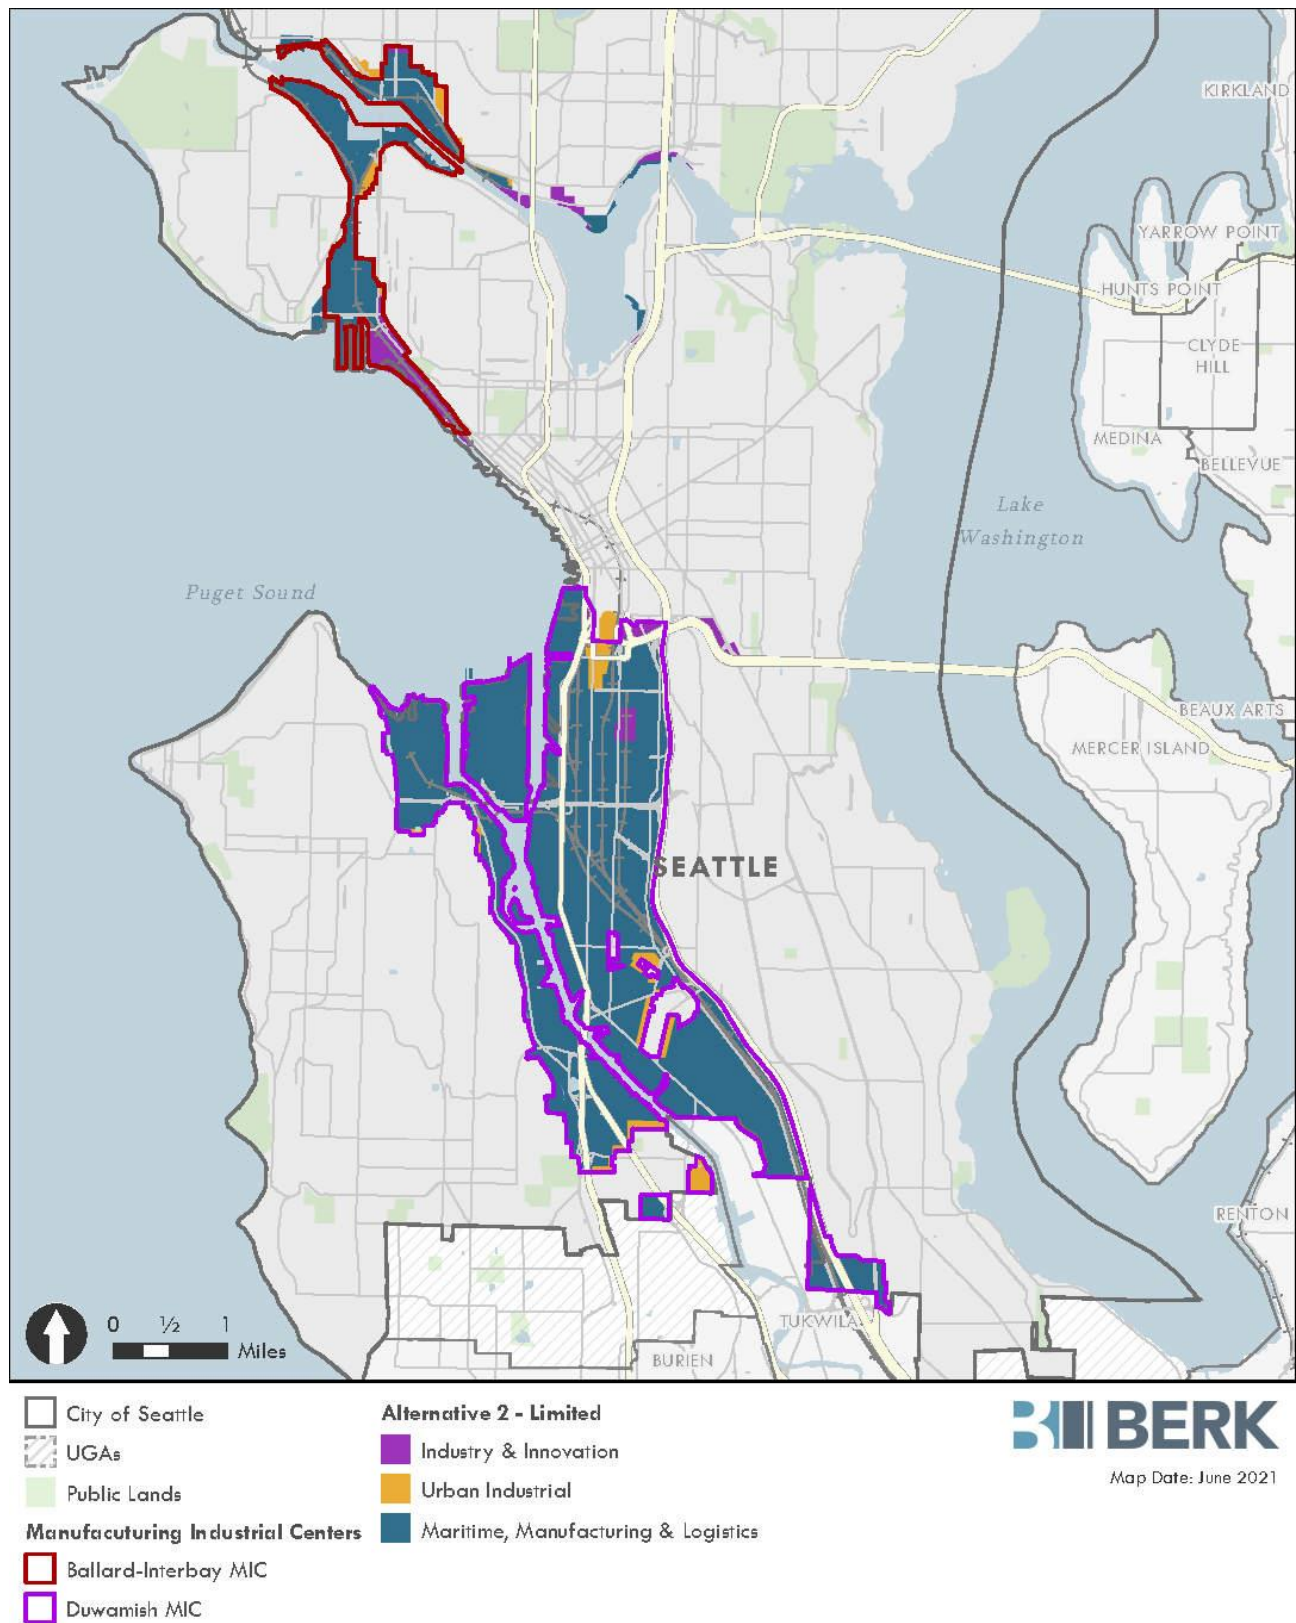 KIRKLAND
YARROW POINT
HUNTS POINT
CLYDE
HILL
MEDINA
BELLEVUE
Lake
Washington
Puget Sound
BEAUX ARTS
MERCER ISLAND
SEATTLE
RENTON
TUKWILA
BURIEN
0 ½ 1
Miles
City of Seattle
UGAs
Public Lands
Manufacuturing Industrial Centers
Ballard-Interbay MIC
Duwamish MIC
Alternative 2 - Limited
Industry & Innovation
Urban Industrial
Maritime, Manufacturing & Logistics
BERK
Map Date: June 2021